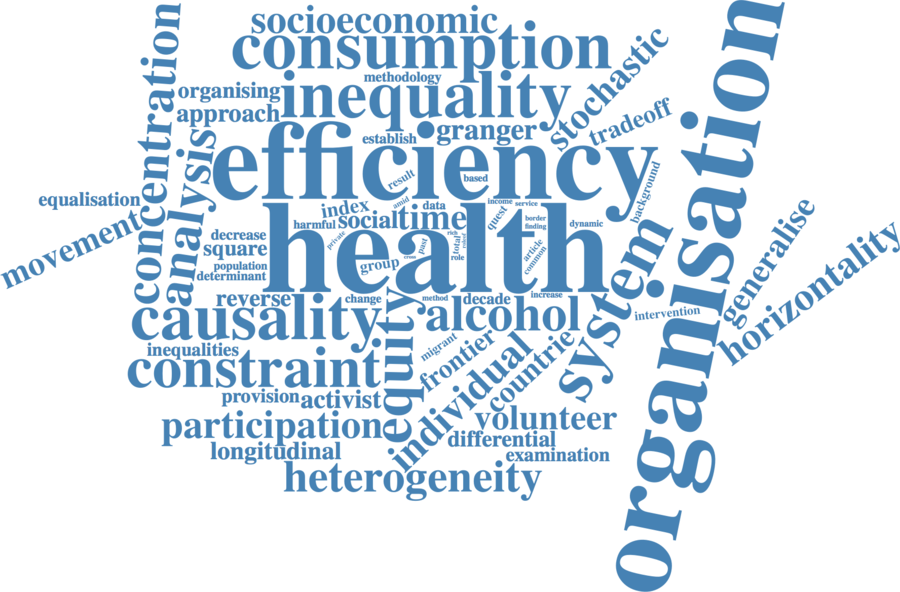 socioeconomic
consumption
stochastic
organisation
concentration
methodology
organising
inequality
approach
tradeoff
granger
establish
analysis
efficiency
result
based
background
equalisation
movement
index
amid
data
income
service
quest
harmful
social
time
border
finding
dynamic
health
private
past
rich
total
role
cross
article
common
decrease
square
population
determinant
group
system
generalise
horizontality
reverse
change
method
decade
increase
intervention
causality
equity
alcohol
inequalities
migrant
frontier
individual
countrie
constraint
provision
activist
participation
volunteer
longitudinal
differential
examination
heterogeneity